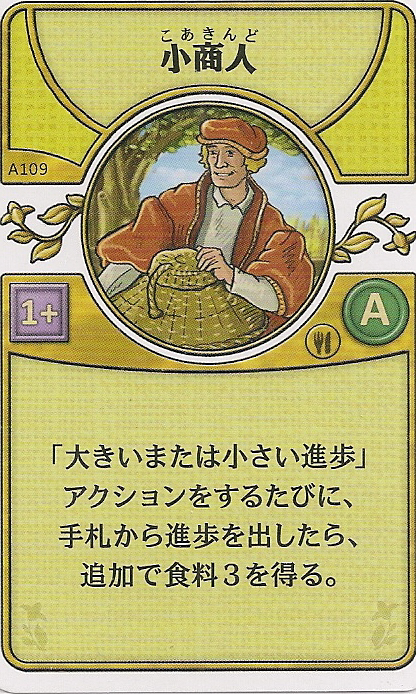 こあきんど
小商人
A109
1+
A
「大きいまたは小さい進歩」
アクションをするたびに、
手札から進歩を出したら、
追加で食料３を得る。